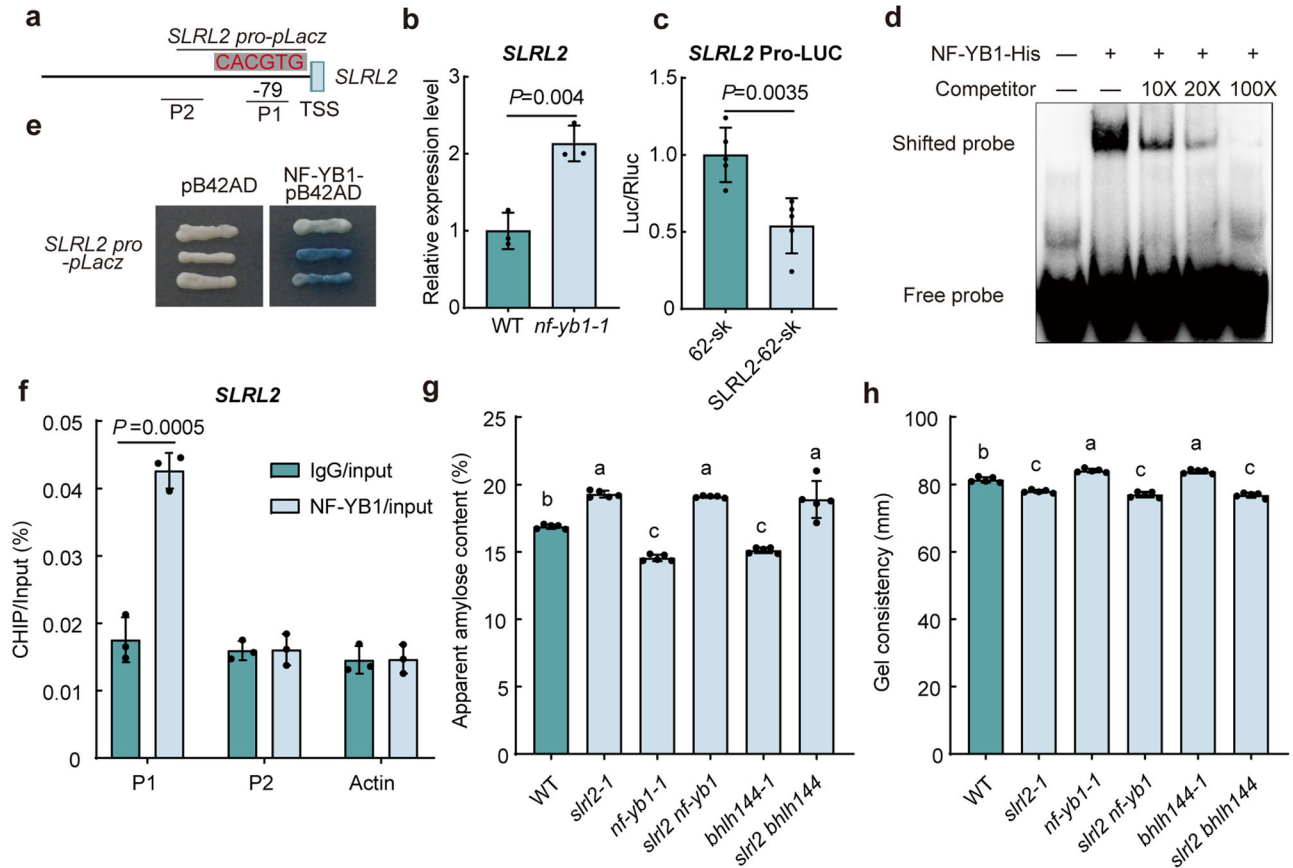 a
SLRL2 pro-pLacz
CACGTG
SLRL2
-79
P2
P1
TSS
b
SLRL2
Relative expression level
3
2
1
0
P=0.004
WT
nf-yb1-1
c
SLRL2 Pro-LUC
Luc/Rluc
1.5
1.0
0.5
0
P=0.0035
62-sk
SLRL2-62-sk
d
NF-YB1-His — + + + +
Competitor — — 10X 20X 100X
Shifted probe
Free probe
e
pB42AD
NF-YB1-
pB42AD
SLRL2 pro
-pLacz
f
SLRL2
CHIP/Input (%)
0.05
0.04
0.03
0.02
0.01
0
P=0.0005
IgG/input
NF-YB1/input
P1
P2
Actin
g
Apparent amylose content (%)
25
20
15
10
5
0
b
a
c
a
c
a
WT
slrl2-1
nf-yb1-1
slrl2 nf-yb1
bhlh144-1
slrl2 bhlh144
h
Gel consistency (mm)
100
80
60
40
20
0
b
c
a
c
a
c
WT
slrl2-1
nf-yb1-1
slrl2 nf-yb1
bhlh144-1
slrl2 bhlh144